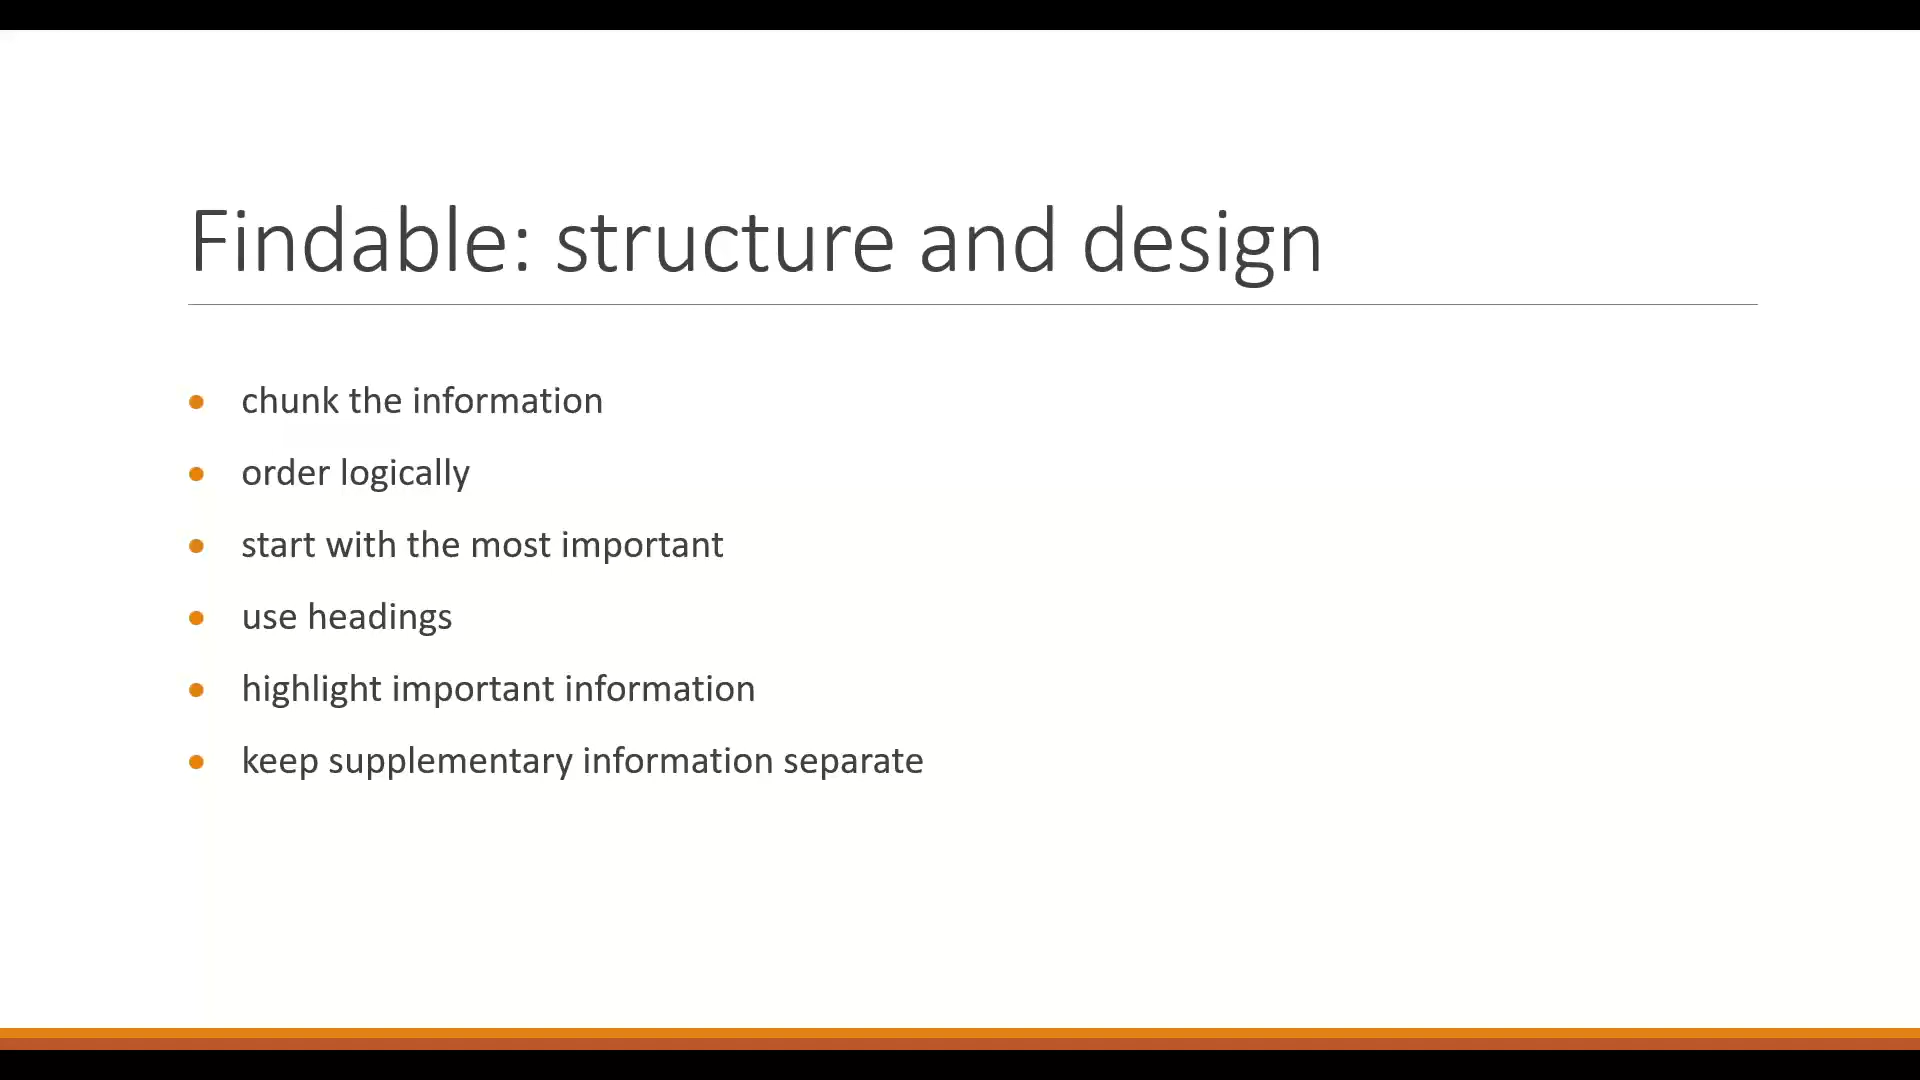 Findable: structure and design
• chunk the information
• order logically
• start with the most important
• use headings
• highlight important information
• keep supplementary information separate